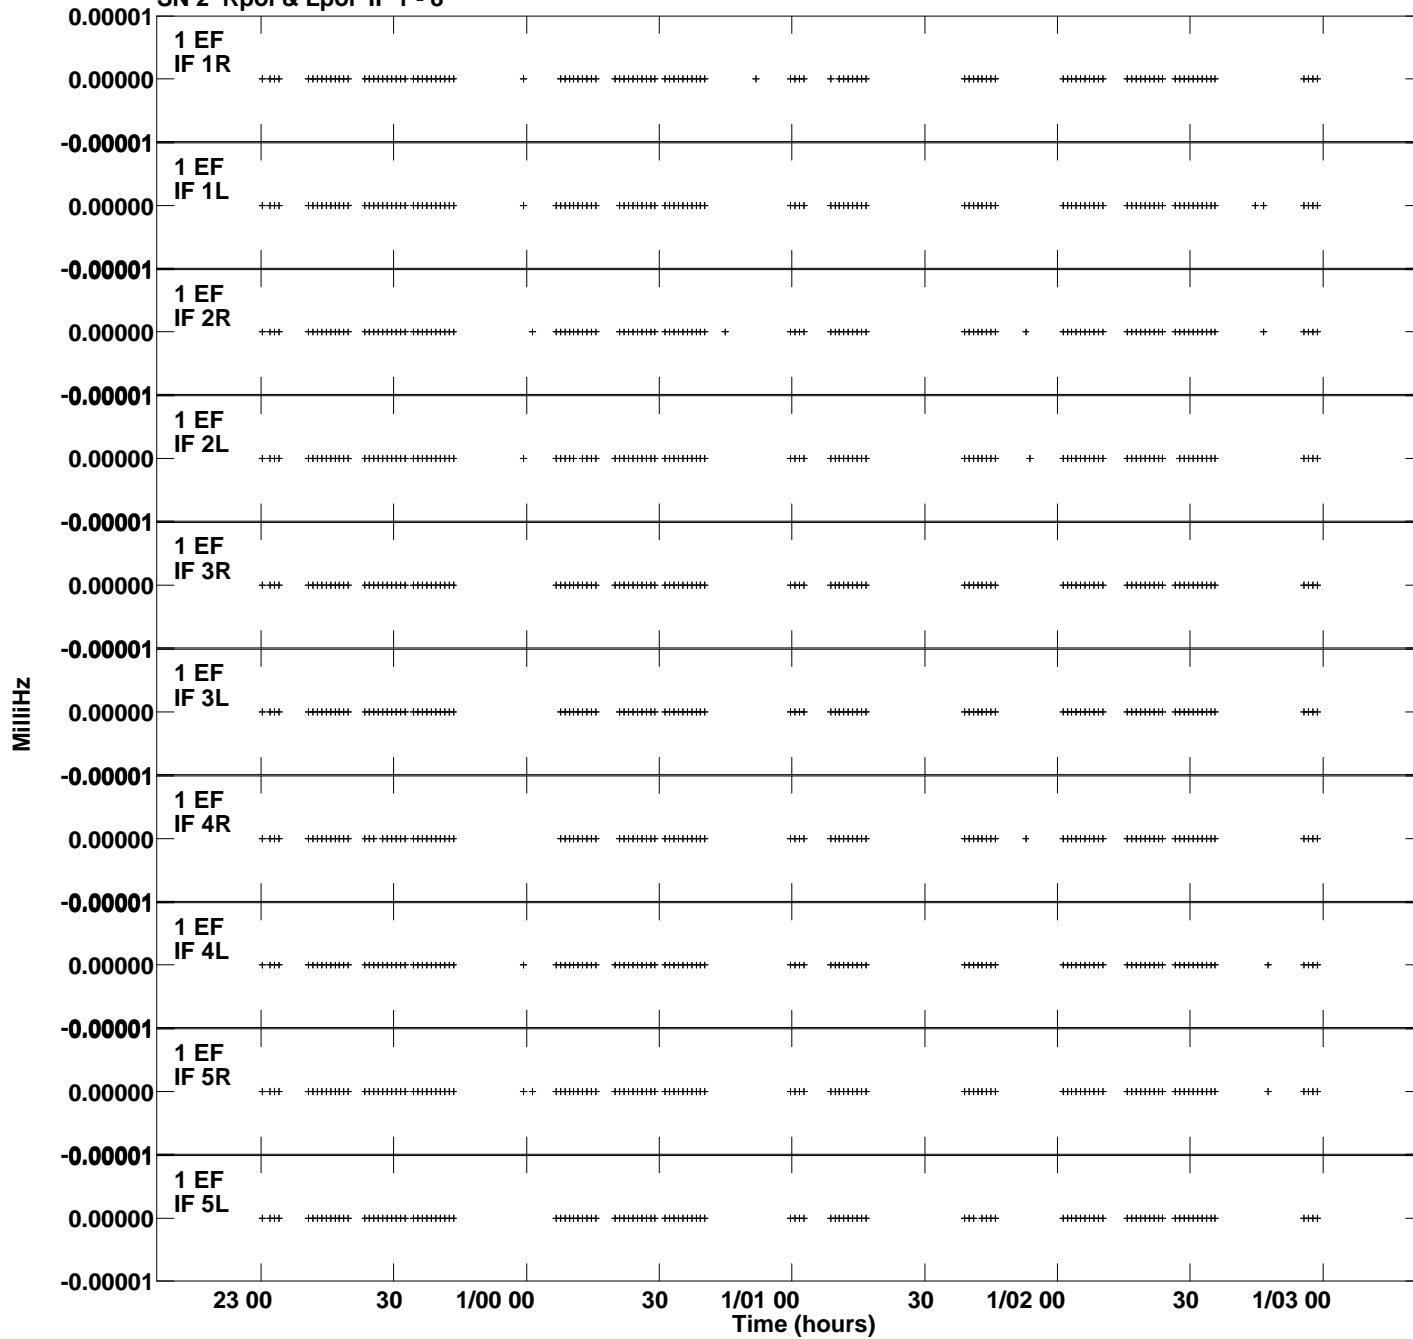 SN 2 Rpol & Lpol IF 1 - 8
0.00001
1 EF
IF 1R
0.00000
-0.00001
1 EF
IF 1L
0.00000
-0.00001
1 EF
IF 2R
0.00000
-0.00001
1 EF
IF 2L
0.00000
-0.00001
1 EF
IF 3R
0.00000
-0.00001
1 EF
IF 3L
0.00000
-0.00001
1 EF
IF 4R
0.00000
-0.00001
1 EF
IF 4L
0.00000
-0.00001
1 EF
IF 5R
0.00000
-0.00001
1 EF
IF 5L
0.00000
-0.00001
MilliHz
23 00 30 1/00 00 30 1/01 00 30 1/02 00 30 1/03 00
Time (hours)